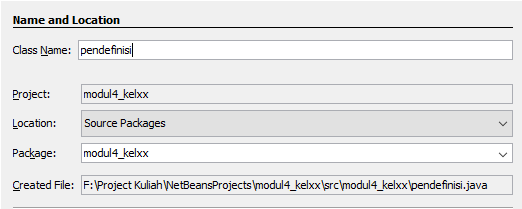 Name and Location
Class Name: pendefinisi
Project: modul4_kelxx
Location: Source Packages
Package: modul4_kelxx
Created File: F:\Project Kuliah\NetBeansProjects\modul4_kelxx\src\modul4_kelxx\pendefinisi.java